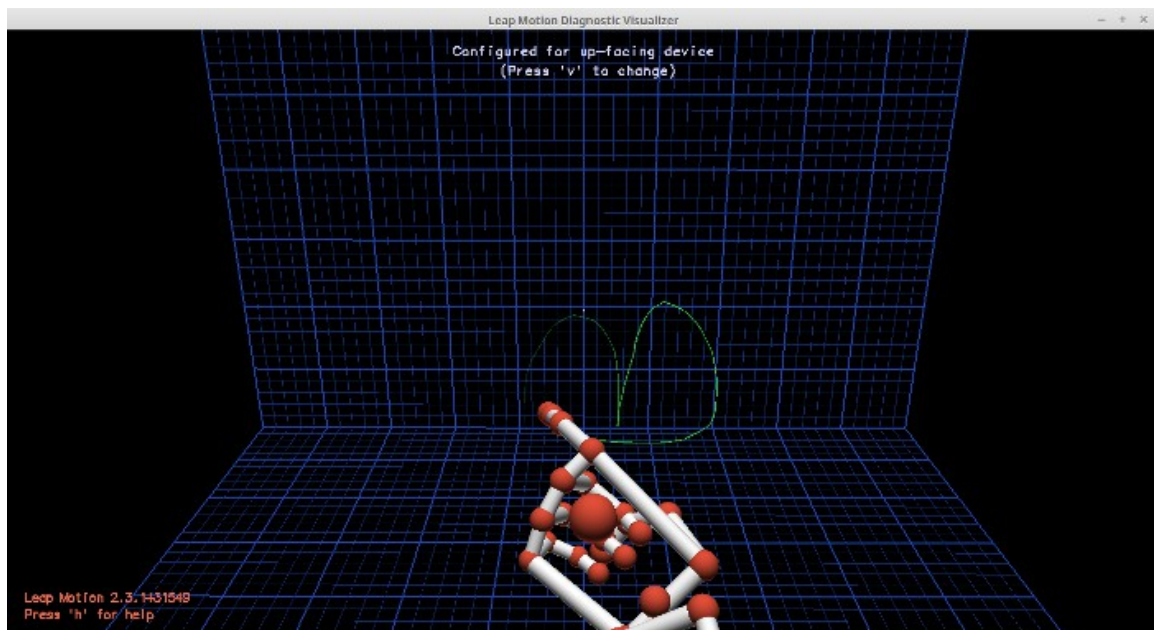 Leap Motion Diagnostic Visualizer
Configured for up-facing device
(Press 'v' to change)
Leap Motion 2.3.1+31549
Press 'h' for help